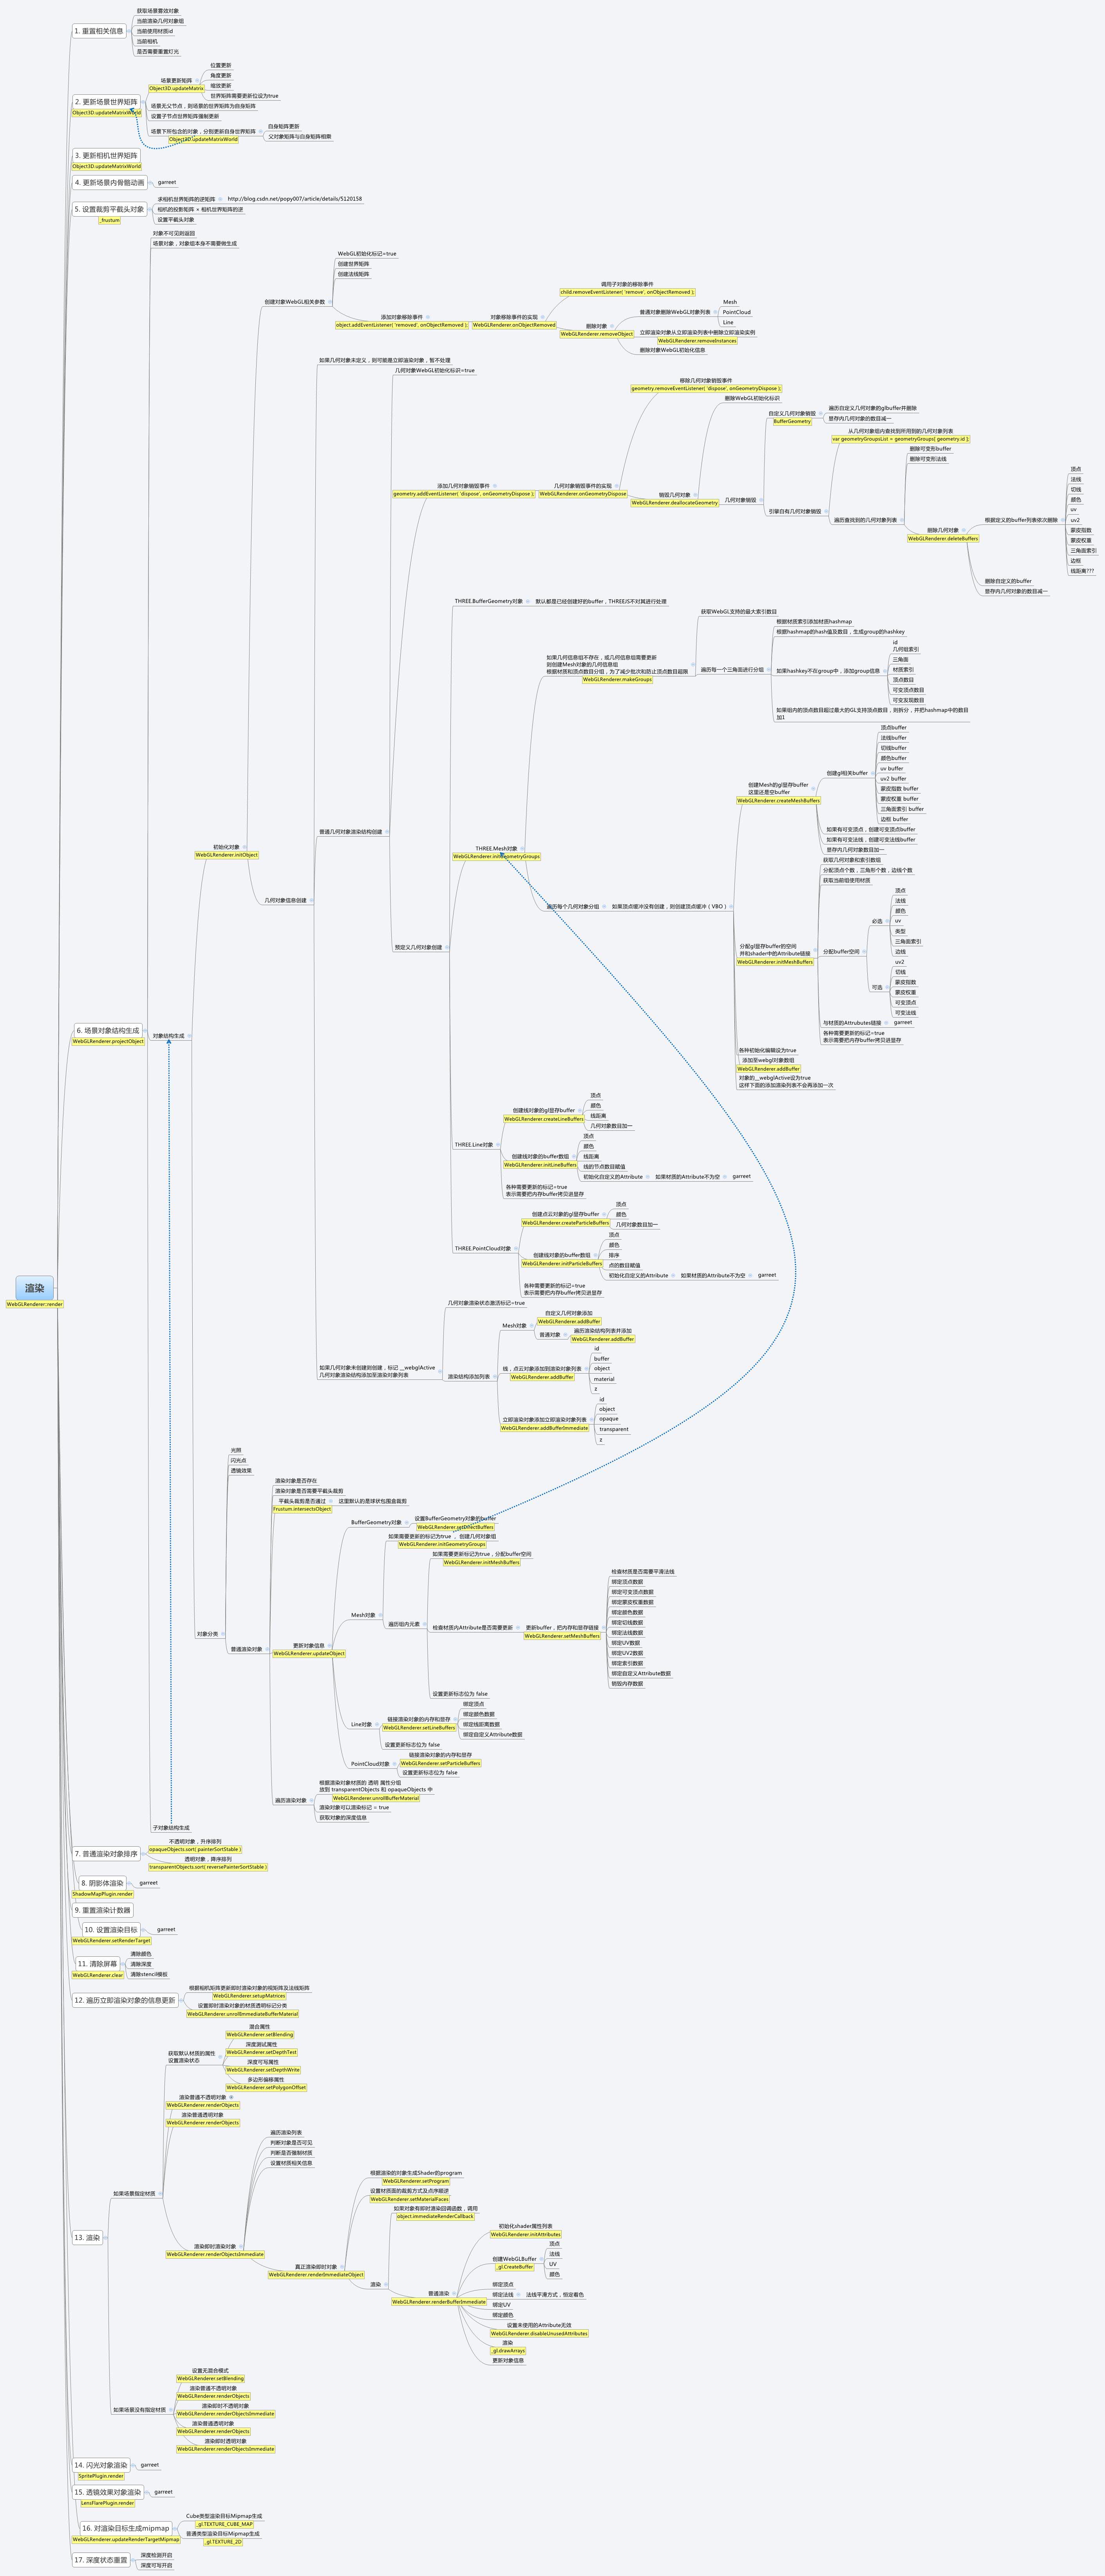 渲染
WebGLRenderer::render
1. 重置相关信息
获取场景雾效对象
当前渲染几何对象组
当前使用材质id
当前相机
是否需要重置灯光
2. 更新场景世界矩阵
Object3D.updateMatrixWorld
场景更新矩阵
Object3D.updateMatrix
位置更新
角度更新
缩放更新
世界矩阵需要更新位设为true
场景无父节点，则场景的世界矩阵为自身矩阵
设置子节点世界矩阵强制更新
场景下所包含的对象，分别更新自身世界矩阵
Object3D.updateMatrixWorld
自身矩阵更新
父对象矩阵与自身矩阵相乘
3. 更新相机世界矩阵
Object3D.updateMatrixWorld
4. 更新场景内骨骼动画
garreet
5. 设置裁剪平截头对象
_frustum
求相机世界矩阵的逆矩阵
http://blog.csdn.net/popy007/article/details/5120158
相机的投影矩阵 × 相机世界矩阵的逆
设置平截头对象
6. 场景对象结构生成
WebGLRenderer.projectObject
对象不可见则返回
场景对象，对象组本身不需要做生成
对象结构生成
初始化对象
WebGLRenderer.initObject
创建对象WebGL相关参数
WebGL初始化标记=true
创建世界矩阵
创建法线矩阵
添加对象移除事件
object.addEventListener( 'removed', onObjectRemoved );
对象移除事件的实现
WebGLRenderer.onObjectRemoved
调用子对象的移除事件
child.removeEventListener( 'remove', onObjectRemoved );
删除对象
WebGLRenderer.removeObject
普通对象删除WebGL对象列表
Mesh
PointCloud
Line
立即渲染对象从立即渲染列表中删除立即渲染实例
WebGLRenderer.removeInstances
删除对象WebGL初始化信息
几何对象信息创建
如果几何对象未定义，则可能是立即渲染对象，暂不处理
普通几何对象渲染结构创建
几何对象WebGL初始化标识=true
添加几何对象销毁事件
geometry.addEventListener( 'dispose', onGeometryDispose );
几何对象销毁事件的实现
WebGLRenderer.onGeometryDispose
移除几何对象销毁事件
geometry.removeEventListener( 'dispose', onGeometryDispose );
销毁几何对象
WebGLRenderer.deallocateGeometry
删除WebGL初始化标识
几何对象销毁
自定义几何对象销毁
BufferGeometry
遍历自定义几何对象的glbuffer并删除
显存内几何对象的数目减一
引擎自有几何对象销毁
从几何对象组内查找到所用到的几何对象列表
var geometryGroupsList = geometryGroups[ geometry.id ];
遍历查找到的几何对象列表
删除可变形buffer
删除可变形法线
删除几何对象
WebGLRenderer.deleteBuffers
根据定义的buffer列表依次删除
顶点
法线
切线
颜色
uv
uv2
蒙皮指数
蒙皮权重
三角面索引
边框
线距离???
删除自定义的buffer
显存内几何对象的数目减一
预定义几何对象创建
THREE.BufferGeometry对象
默认都是已经创建好的buffer，THREEJS不对其进行处理
THREE.Mesh对象
WebGLRenderer.initGeometryGroups
如果几何信息组不存在，或几何信息组需要更新
则创建Mesh对象的几何信息组
根据材质和顶点数目分组，为了减少批次和防止顶点数目超限
WebGLRenderer.makeGroups
获取WebGL支持的最大索引数目
遍历每一个三角面进行分组
根据材质索引添加材质hashmap
根据hashmap的hash值及数目，生成group的hashkey
如果hashkey不在group中，添加group信息
id
几何组索引
三角面
材质索引
顶点数目
可变顶点数目
可变发现数目
如果组内的顶点数目超过最大的GL支持顶点数目，则拆分，并把hashmap中的数目
加1
遍历每个几何对象分组
如果顶点缓冲没有创建，则创建顶点缓冲（VBO）
创建Mesh的gl显存buffer
这里还是空buffer
WebGLRenderer.createMeshBuffers
创建gl相关buffer
顶点buffer
法线buffer
切线buffer
颜色buffer
uv buffer
uv2 buffer
蒙皮指数 buffer
蒙皮权重 buffer
三角面索引 buffer
边框 buffer
如果有可变顶点，创建可变顶点buffer
如果有可变法线，创建可变法线buffer
显存内几何对象数目加一
分配gl显存buffer的空间
并和shader中的Attribute链接
WebGLRenderer.initMeshBuffers
获取几何对象和索引数组
分配顶点个数，三角形个数，边线个数
获取当前组使用材质
分配buffer空间
必选
顶点
法线
颜色
uv
类型
三角面索引
边线
可选
uv2
切线
蒙皮指数
蒙皮权重
可变顶点
可变法线
与材质的Attrubutes链接
garreet
各种需要更新的标记=true
表示需要把内存buffer拷贝进显存
各种初始化编辑设为true
添加至webgl对象数组
WebGLRenderer.addBuffer
对象的__webglActive设为true
这样下面的添加渲染列表不会再添加一次
THREE.Line对象
创建线对象的gl显存buffer
WebGLRenderer.createLineBuffers
顶点
颜色
线距离
几何对象数目加一
创建线对象的buffer数组
WebGLRenderer.initLineBuffers
顶点
颜色
线距离
线的节点数目赋值
初始化自定义的Attribute
如果材质的Attribute不为空
garreet
各种需要更新的标记=true
表示需要把内存buffer拷贝进显存
THREE.PointCloud对象
创建点云对象的gl显存buffer
WebGLRenderer.createParticleBuffers
顶点
颜色
几何对象数目加一
创建线对象的buffer数组
WebGLRenderer.initParticleBuffers
顶点
颜色
排序
点的数目赋值
初始化自定义的Attribute
如果材质的Attribute不为空
garreet
各种需要更新的标记=true
表示需要把内存buffer拷贝进显存
如果几何对象未创建则创建，标记 __webglActive
几何对象渲染结构添加至渲染对象列表
几何对象渲染状态激活标记=true
渲染结构添加列表
Mesh对象
自定义几何对象添加
WebGLRenderer.addBuffer
普通对象
遍历渲染结构列表并添加
WebGLRenderer.addBuffer
线，点云对象添加到渲染对象列表
WebGLRenderer.addBuffer
id
buffer
object
material
z
立即渲染对象添加立即渲染对象列表
WebGLRenderer.addBufferImmediate
id
object
opaque
transparent
z
对象分类
光照
闪光点
透镜效果
普通渲染对象
渲染对象是否存在
渲染对象是否需要平截头裁剪
平截头裁剪是否通过
Frustum.intersectsObject
这里默认的是球状包围盒裁剪
更新对象信息
WebGLRenderer.updateObject
BufferGeometry对象
设置BufferGeometry对象的buffer
WebGLRenderer.setDirectBuffers
Mesh对象
如果需要更新的标记为true ，创建几何对象组
WebGLRenderer.initGeometryGroups
遍历组内元素
如果需要更新标记为true，分配buffer空间
WebGLRenderer.initMeshBuffers
检查材质内Attribute是否需要更新
更新buffer，把内存和显存链接
WebGLRenderer.setMeshBuffers
检查材质是否需要平滑法线
绑定顶点数据
绑定可变顶点数据
绑定蒙皮权重数据
绑定颜色数据
绑定切线数据
绑定法线数据
绑定UV数据
绑定UV2数据
绑定索引数据
绑定自定义Attribute数据
销毁内存数据
设置更新标志位为 false
Line对象
链接渲染对象的内存和显存
WebGLRenderer.setLineBuffers
绑定顶点
绑定颜色数据
绑定线距离数据
绑定自定义Attribute数据
设置更新标志位为 false
PointCloud对象
链接渲染对象的内存和显存
WebGLRenderer.setParticleBuffers
设置更新标志位为 false
遍历渲染对象
根据渲染对象材质的 透明 属性分组
放到 transparentObjects 和 opaqueObjects 中
WebGLRenderer.unrollBufferMaterial
渲染对象可以渲染标记 = true
获取对象的深度信息
子对象结构生成
7. 普通渲染对象排序
不透明对象，升序排列
opaqueObjects.sort( painterSortStable )
透明对象，降序排列
transparentObjects.sort( reversePainterSortStable )
8. 阴影体渲染
ShadowMapPlugin.render
garreet
9. 重置渲染计数器
10. 设置渲染目标
WebGLRenderer.setRenderTarget
garreet
11. 清除屏幕
WebGLRenderer.clear
清除颜色
清除深度
清除stencil模板
12. 遍历立即渲染对象的信息更新
根据相机矩阵更新即时渲染对象的视矩阵及法线矩阵
WebGLRenderer.setupMatrices
设置即时渲染对象的材质透明标记分类
WebGLRenderer.unrollImmediateBufferMaterial
13. 渲染
如果场景指定材质
获取默认材质的属性
设置渲染状态
混合属性
WebGLRenderer.setBlending
深度测试属性
WebGLRenderer.setDepthTest
深度可写属性
WebGLRenderer.setDepthWrite
多边形偏移属性
WebGLRenderer.setPolygonOffset
渲染普通不透明对象
WebGLRenderer.renderObjects
渲染普通透明对象
WebGLRenderer.renderObjects
渲染即时渲染对象
WebGLRenderer.renderObjectsImmediate
遍历渲染列表
判断对象是否可见
判断是否强制材质
设置材质相关信息
真正渲染即时对象
WebGLRenderer.renderImmediateObject
根据渲染的对象生成Shader的program
WebGLRenderer.setProgram
设置材质面的裁剪方式及点序顺逆
WebGLRenderer.setMaterialFaces
渲染
如果对象有即时渲染回调函数，调用
object.immediateRenderCallback
普通渲染
WebGLRenderer.renderBufferImmediate
初始化shader属性列表
WebGLRenderer.initAttributes
创建WebGLBuffer
_gl.CreateBuffer
顶点
法线
UV
颜色
绑定顶点
绑定法线
法线平滑方式，恒定着色
绑定UV
绑定颜色
设置未使用的Attribute无效
WebGLRenderer.disableUnusedAttributes
渲染
_gl.drawArrays
更新对象信息
如果场景没有指定材质
设置无混合模式
WebGLRenderer.setBlending
渲染普通不透明对象
WebGLRenderer.renderObjects
渲染即时不透明对象
WebGLRenderer.renderObjectsImmediate
渲染普通透明对象
WebGLRenderer.renderObjects
渲染即时透明对象
WebGLRenderer.renderObjectsImmediate
14. 闪光对象渲染
SpritePlugin.render
garreet
15. 透镜效果对象渲染
LensFlarePlugin.render
garreet
16. 对渲染目标生成mipmap
WebGLRenderer.updateRenderTargetMipmap
Cube类型渲染目标Mipmap生成
_gl.TEXTURE_CUBE_MAP
普通类型渲染目标Mipmap生成
_gl.TEXTURE_2D
17. 深度状态重置
深度检测开启
深度可写开启